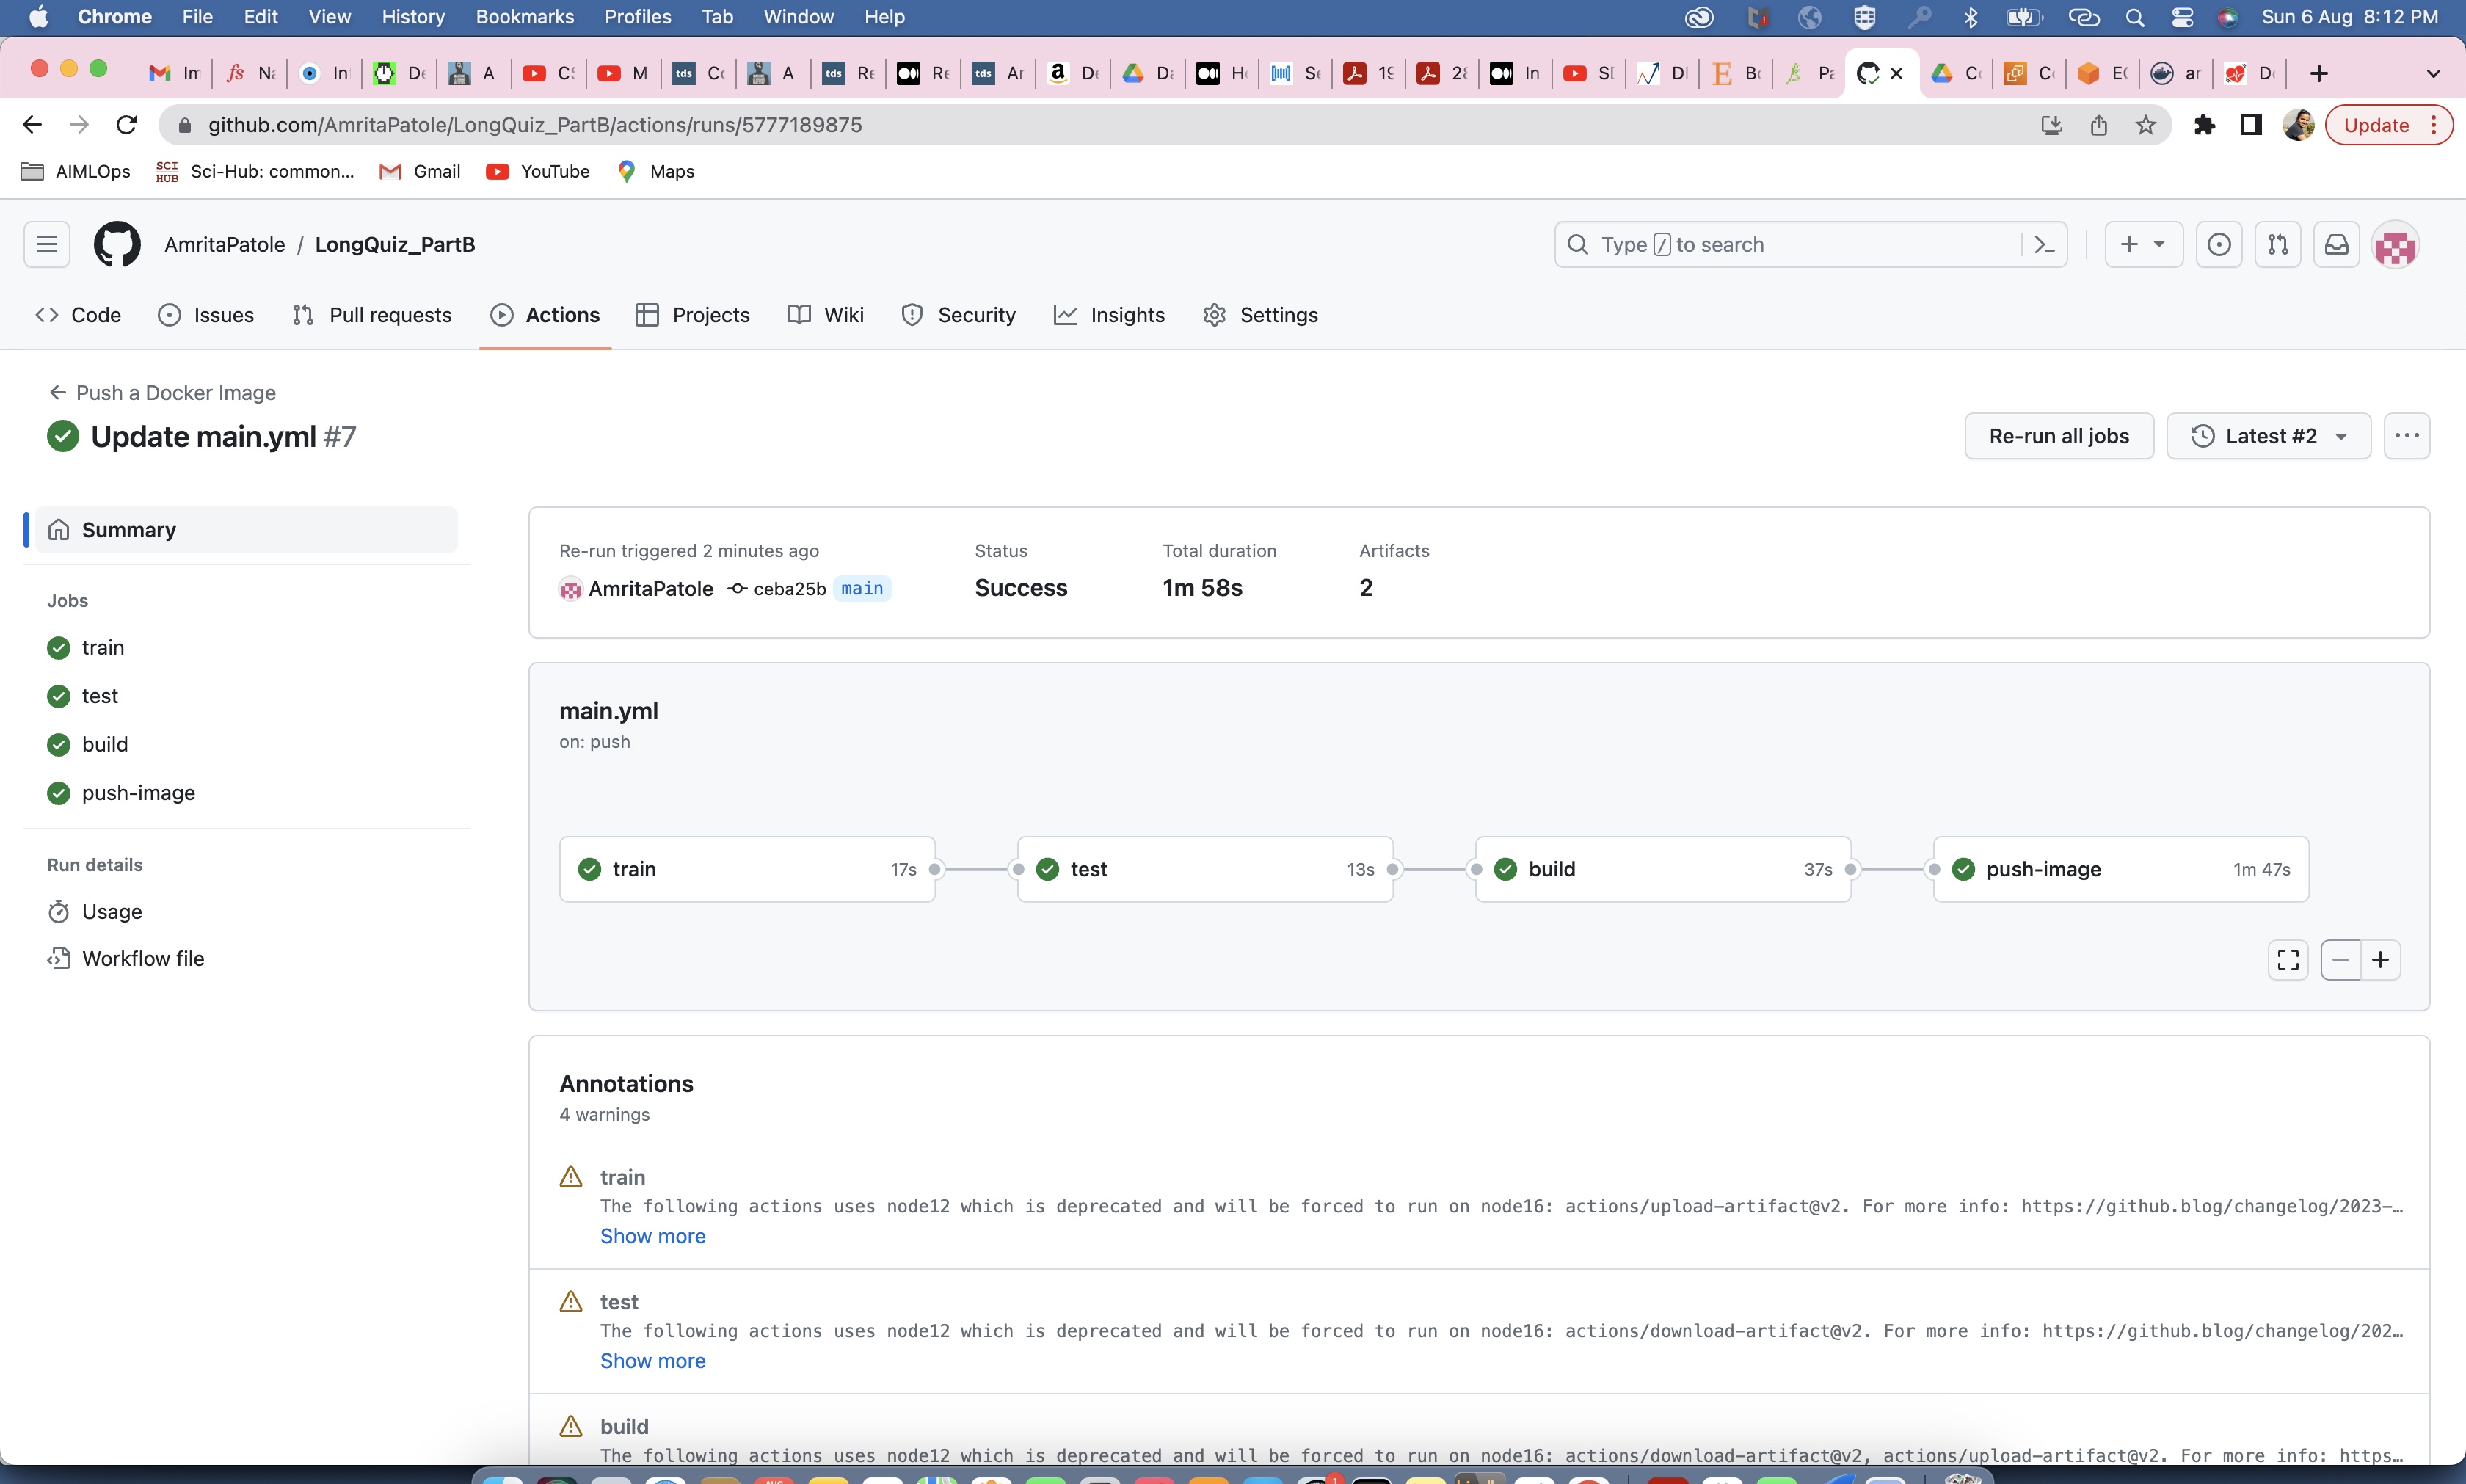 Chrome File Edit View History Bookmarks Profiles Tab Window Help Sun 6 Aug 8:12 PM
github.com/AmritaPatole/LongQuiz_PartB/actions/runs/5777189875
Update
AIMLOps SCI HUB Sci-Hub: common... Gmail YouTube Maps
AmritaPatole / LongQuiz_PartB
Type / to search
Code Issues Pull requests Actions Projects Wiki Security Insights Settings
Push a Docker Image
Update main.yml #7
Re-run all jobs Latest #2
Summary
Jobs
train
test
build
push-image
Run details
Usage
Workflow file
Re-run triggered 2 minutes ago Status Total duration Artifacts
AmritaPatole ceba25b main Success 1m 58s 2
main.yml
on: push
train 17s test 13s build 37s push-image 1m 47s
Annotations
4 warnings
train
The following actions uses node12 which is deprecated and will be forced to run on node16: actions/upload-artifact@v2. For more info: https://github.blog/changelog/2023-…
Show more
test
The following actions uses node12 which is deprecated and will be forced to run on node16: actions/download-artifact@v2. For more info: https://github.blog/changelog/202…
Show more
build
The following actions uses node12 which is deprecated and will be forced to run on node16: actions/download-artifact@v2, actions/upload-artifact@v2. For more info: https…